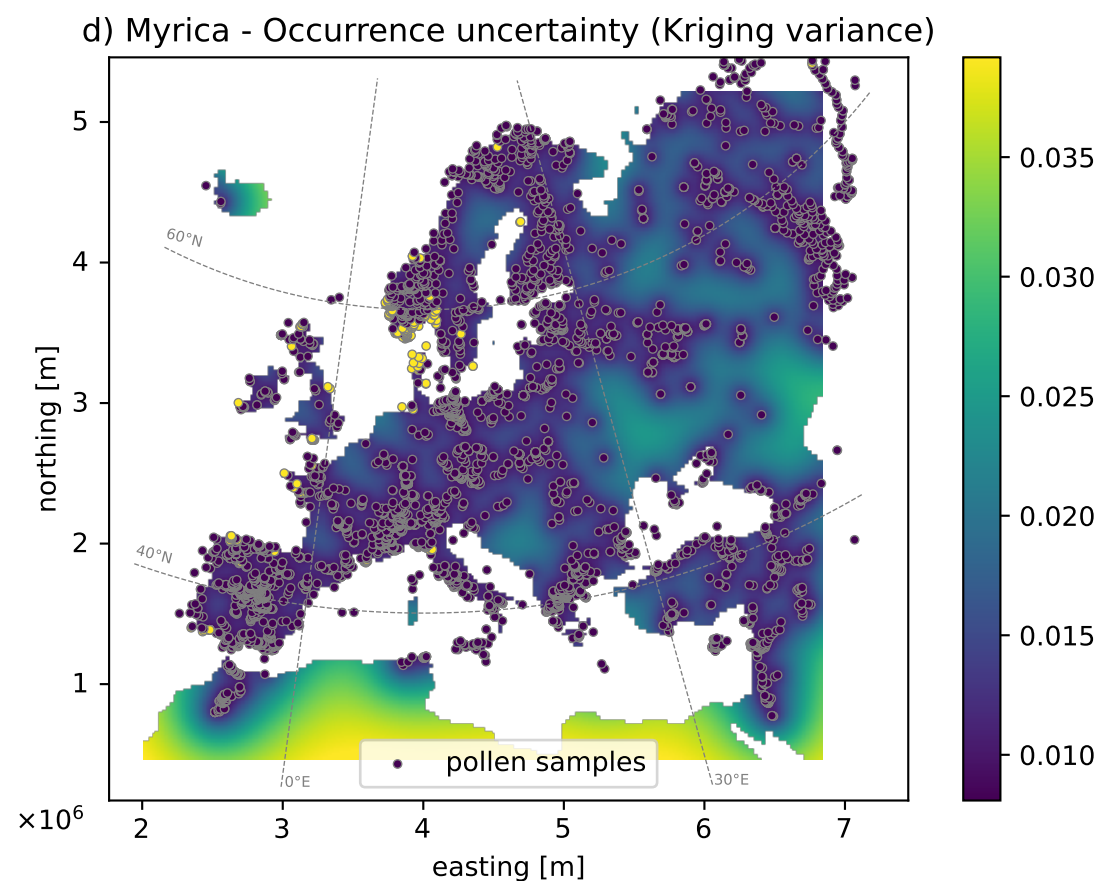 d) Myrica - Occurrence uncertainty (Kriging variance)
northing [m]
5
4
3
2
1
×10⁶
60°N
40°N
0°E
30°E
pollen samples
2 3 4 5 6 7
easting [m]
0.035
0.030
0.025
0.020
0.015
0.010